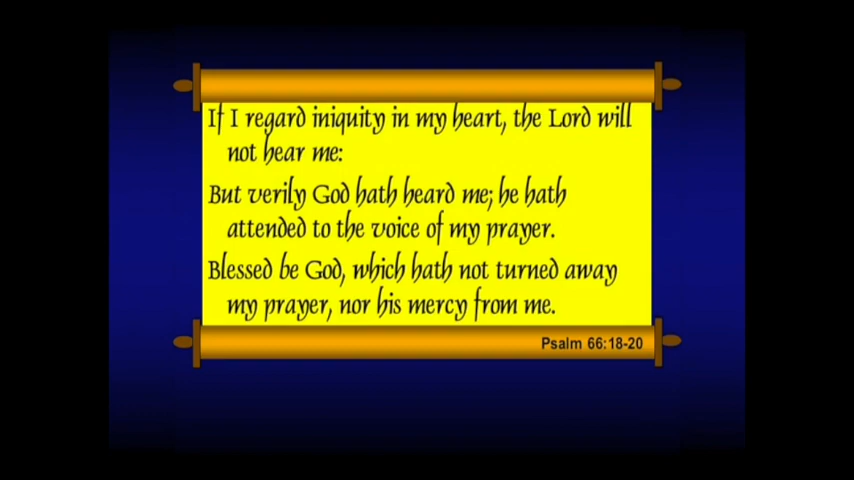 If I regard iniquity in my heart, the Lord will
not hear me:
But verily God hath heard me; he hath
attended to the voice of my prayer.
Blessed be God, which hath not turned away
my prayer, nor his mercy from me.
Psalm 66:18-20